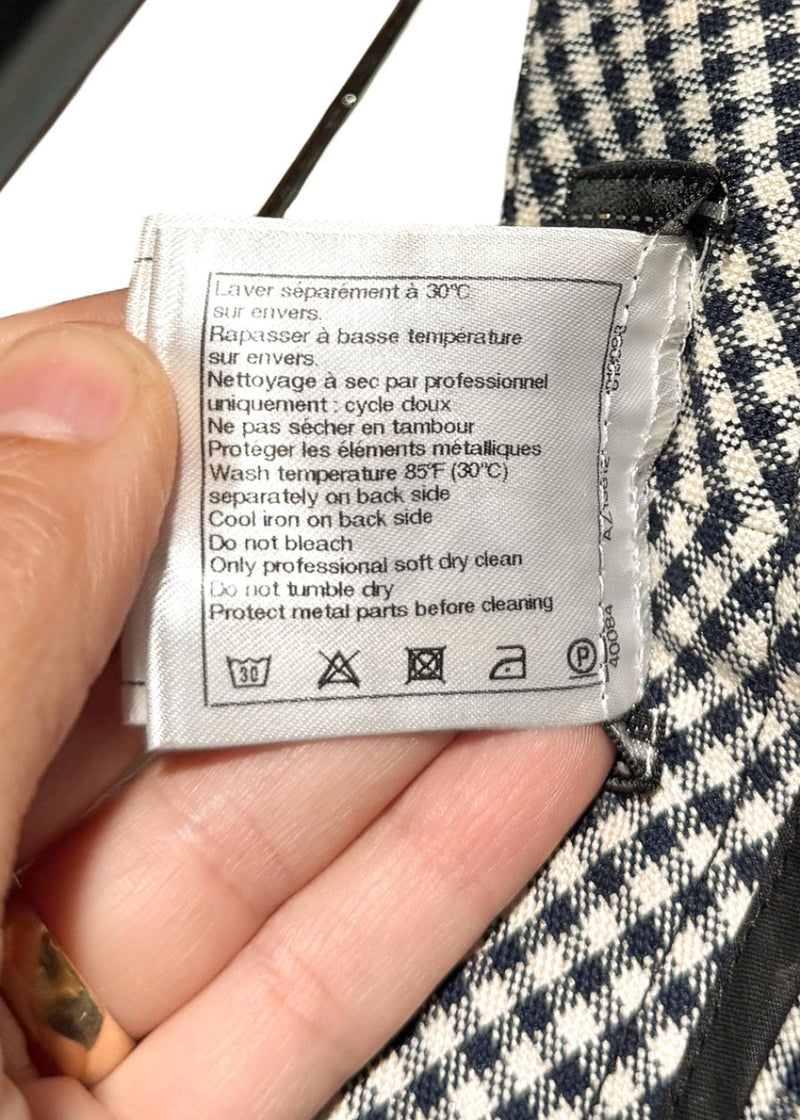 Laver séparément à 30°C
sur envers.
Rapasser à basse température
sur envers.
Nettoyage à sec par professionnel
uniquement : cycle doux
Ne pas sécher en tambour
Protéger les éléments métalliques
Wash temperature 85°F (30°C)
separately on back side
Cool iron on back side
Do not bleach
Only professional soft dry clean
Do not tumble dry
Protect metal parts before cleaning
30
P
40084